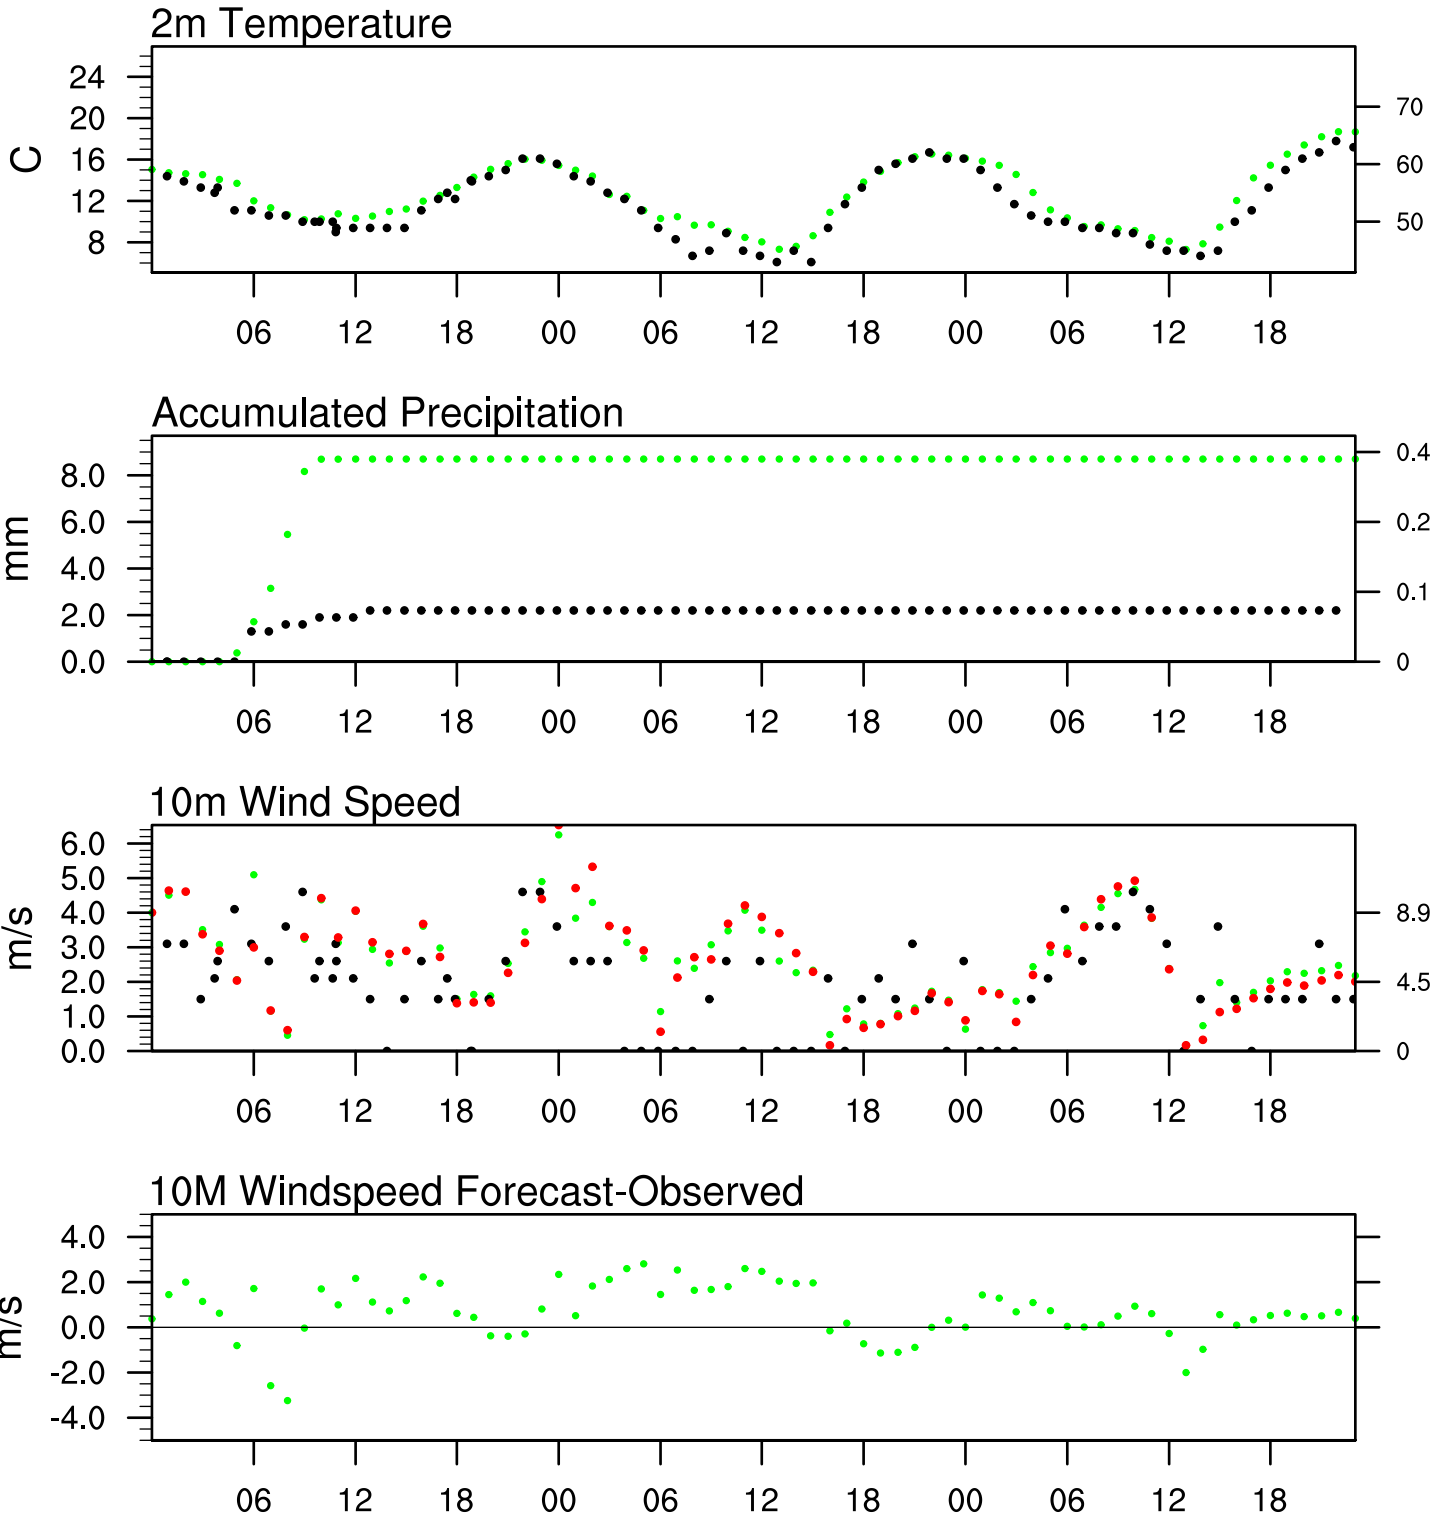 2m Temperature
24
20
16
12
8
C
70
60
50
06 12 18 00 06 12 18 00 06 12 18
Accumulated Precipitation
8.0
6.0
4.0
2.0
0.0
mm
0.4
0.2
0.1
0
06 12 18 00 06 12 18 00 06 12 18
10m Wind Speed
6.0
5.0
4.0
3.0
2.0
1.0
0.0
m/s
8.9
4.5
0
06 12 18 00 06 12 18 00 06 12 18
10M Windspeed Forecast-Observed
4.0
2.0
0.0
-2.0
-4.0
m/s
06 12 18 00 06 12 18 00 06 12 18